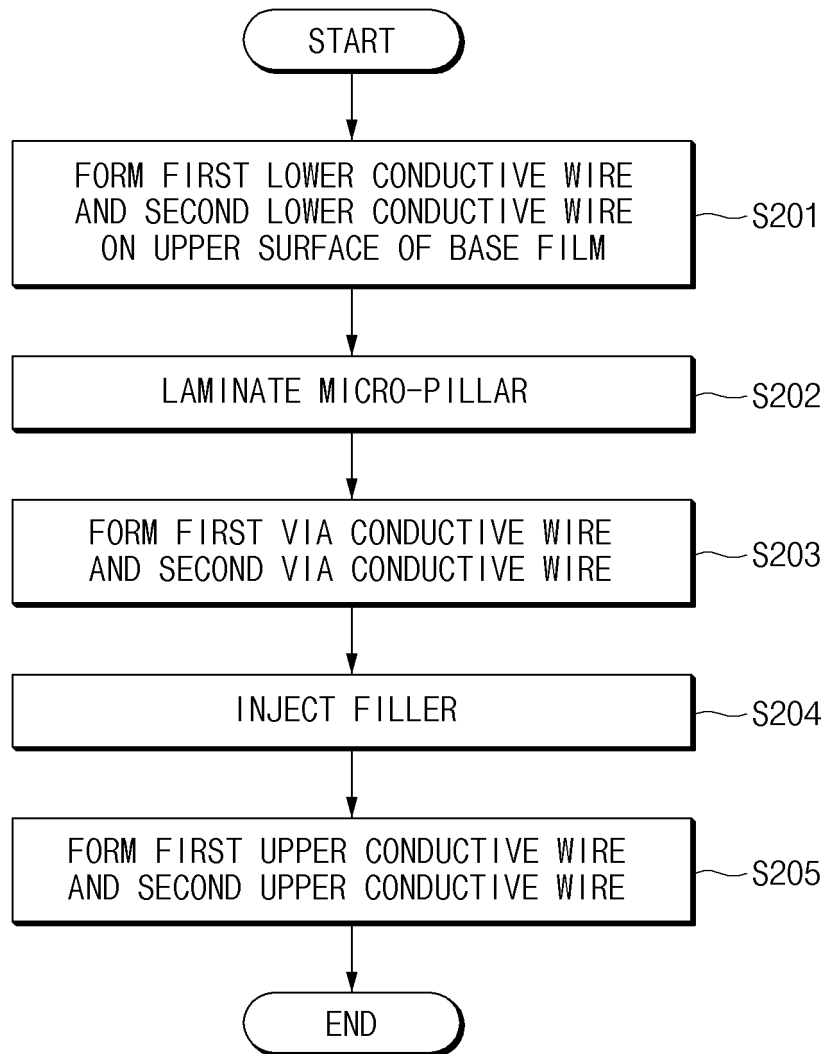 START
FORM FIRST LOWER CONDUCTIVE WIRE
AND SECOND LOWER CONDUCTIVE WIRE
ON UPPER SURFACE OF BASE FILM
S201
LAMINATE MICRO-PILLAR
S202
FORM FIRST VIA CONDUCTIVE WIRE
AND SECOND VIA CONDUCTIVE WIRE
S203
INJECT FILLER
S204
FORM FIRST UPPER CONDUCTIVE WIRE
AND SECOND UPPER CONDUCTIVE WIRE
S205
END